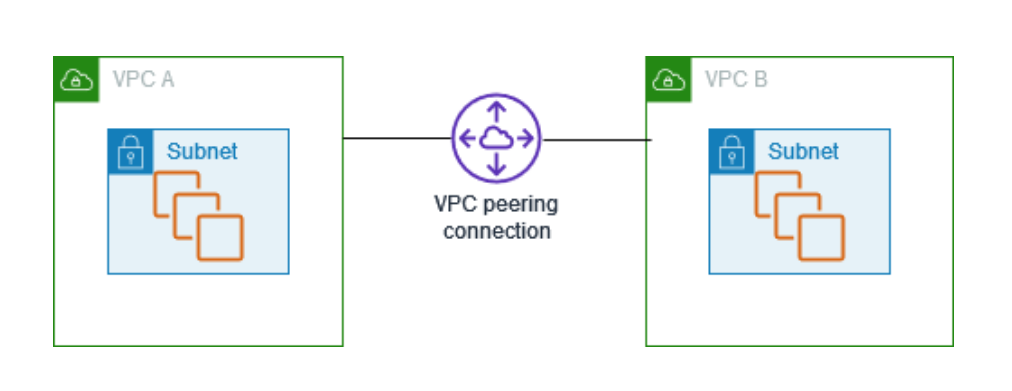 VPC A
VPC B
Subnet
Subnet
VPC peering
connection